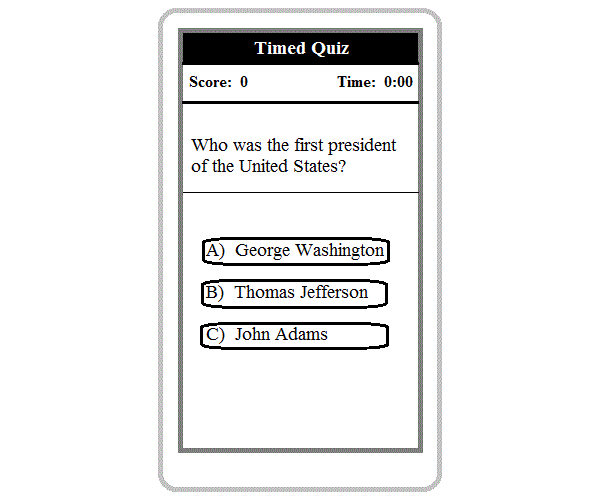 Timed Quiz
Score: 0 Time: 0:00
Who was the first president
of the United States?
A) George Washington
B) Thomas Jefferson
C) John Adams